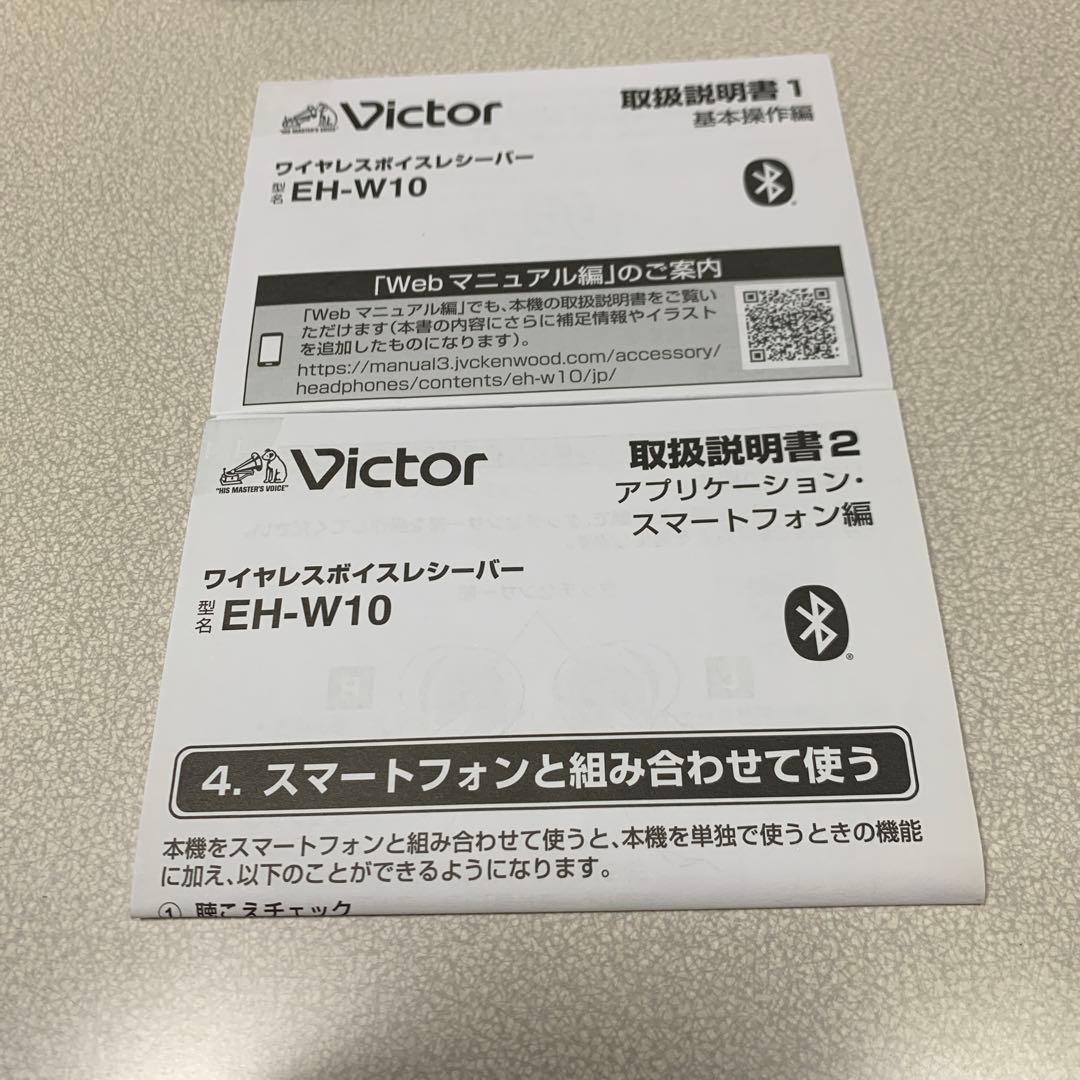 "HIS MASTER'S VOICE"
Victor
取扱説明書1
基本操作編
ワイヤレスボイスレシーバー
型名 EH-W10
「Web マニュアル編」のご案内
「Web マニュアル編」でも、本機の取扱説明書をご覧い
ただけます(本書の内容にさらに補足情報やイラスト
を追加したものになります)。
https://manual3.jvckenwood.com/accessory/
headphones/contents/eh-w10/jp/
"HIS MASTER'S VOICE"
Victor
取扱説明書2
アプリケーション・
スマートフォン編
ワイヤレスボイスレシーバー
型名 EH-W10
4. スマートフォンと組み合わせて使う
本機をスマートフォンと組み合わせて使うと、本機を単独で使うときの機能
に加え、以下のことができるようになります。
① 聴こえチェック